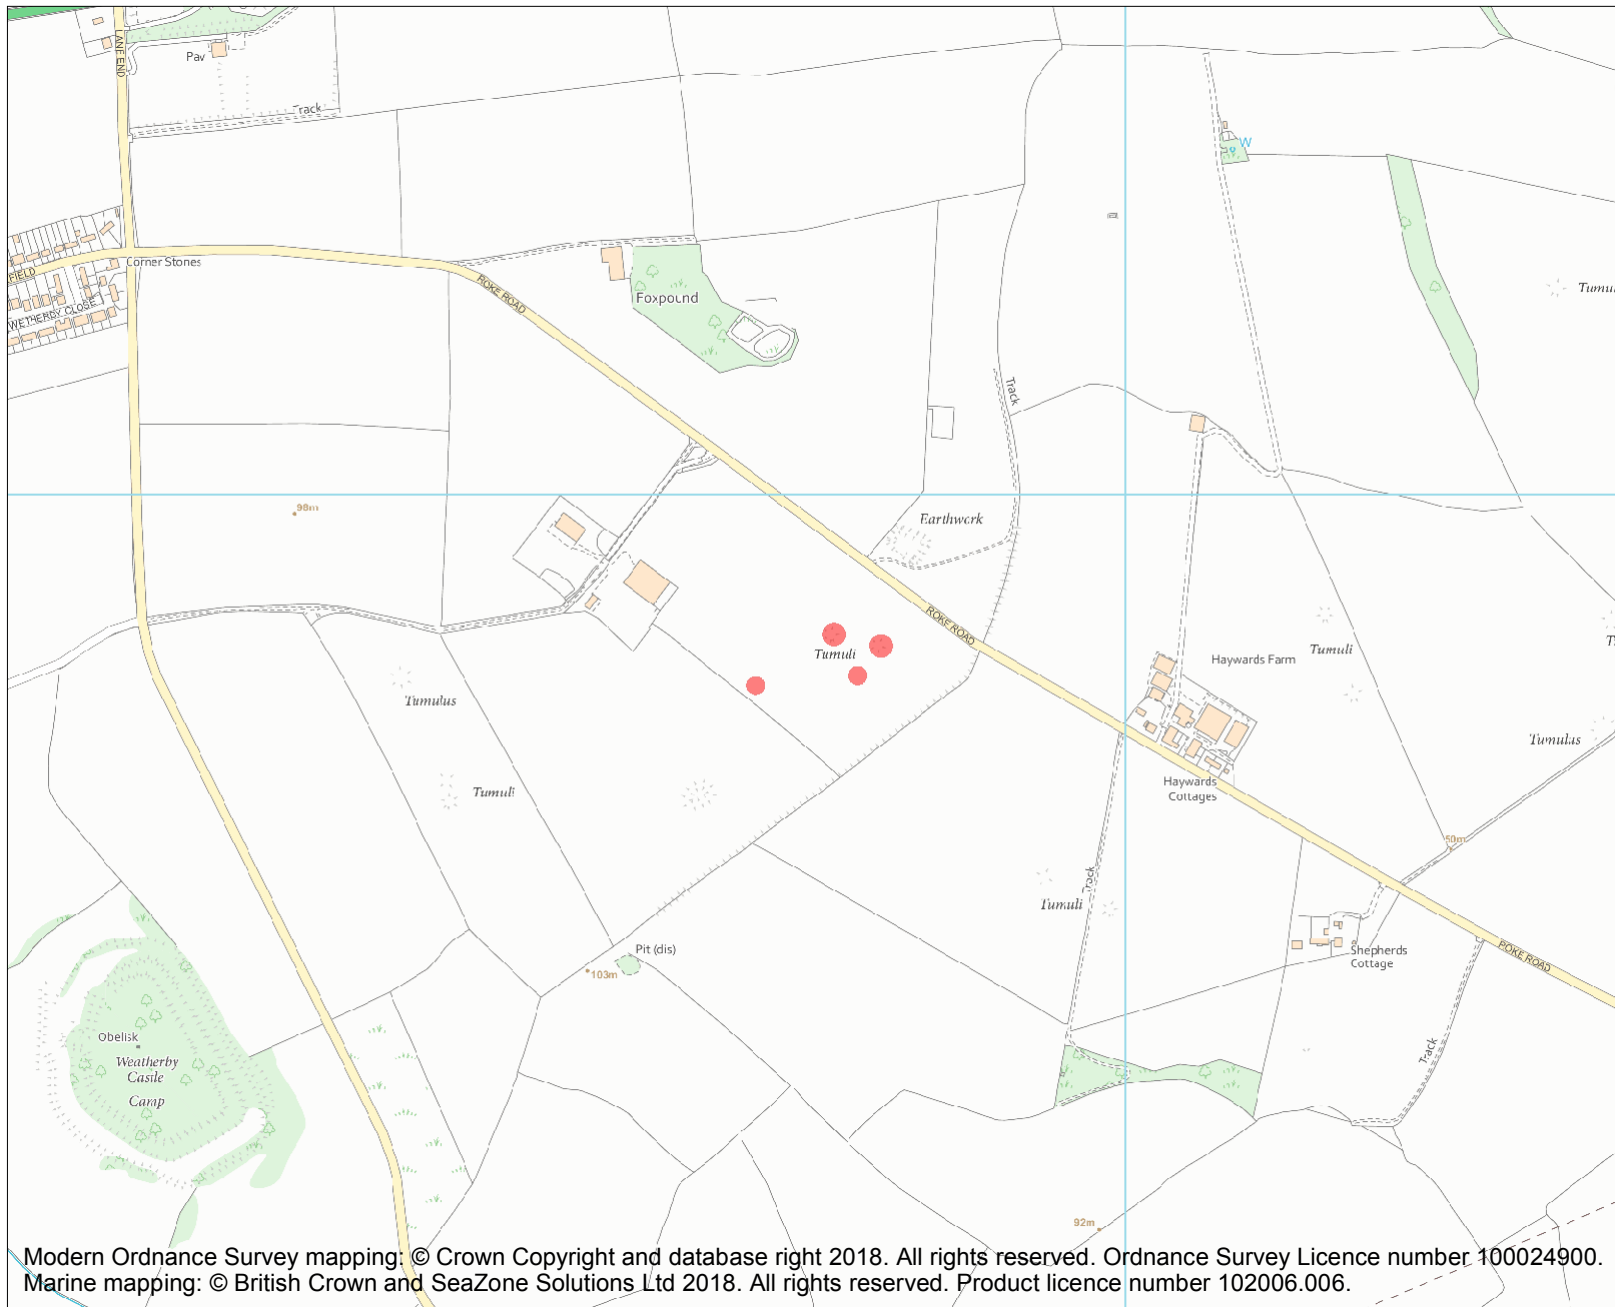 LANE END
Pav
Track
W
FIELD
Corner Stones
WETHERBY CLOSE
ROKE ROAD
Foxpound
Track
98m
Earthwork
ROKE ROAD
Tumuli
Haywards Farm
Tumuli
Tumulus
Tumulus
Tumuli
Haywards
Cottages
Track
Tumuli
50m
Pit (dis)
103m
Shepherds
Cottage
ROKE ROAD
Obelisk
Weatherby
Castle
Camp
Track
92m
Modern Ordnance Survey mapping: © Crown Copyright and database right 2018. All rights reserved. Ordnance Survey Licence number 100024900.
Marine mapping: © British Crown and SeaZone Solutions Ltd 2018. All rights reserved. Product licence number 102006.006.